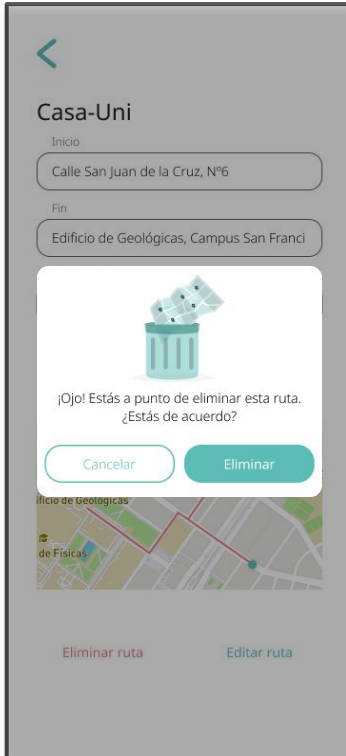 Casa-Uni
Inicio
Calle San Juan de la Cruz, Nº6
Fin
Edificio de Geológicas, Campus San Franci
¡Ojo! Estás a punto de eliminar esta ruta.
¿Estás de acuerdo?
Cancelar
Eliminar
ificio de Geológicas
de Físicas
Eliminar ruta
Editar ruta